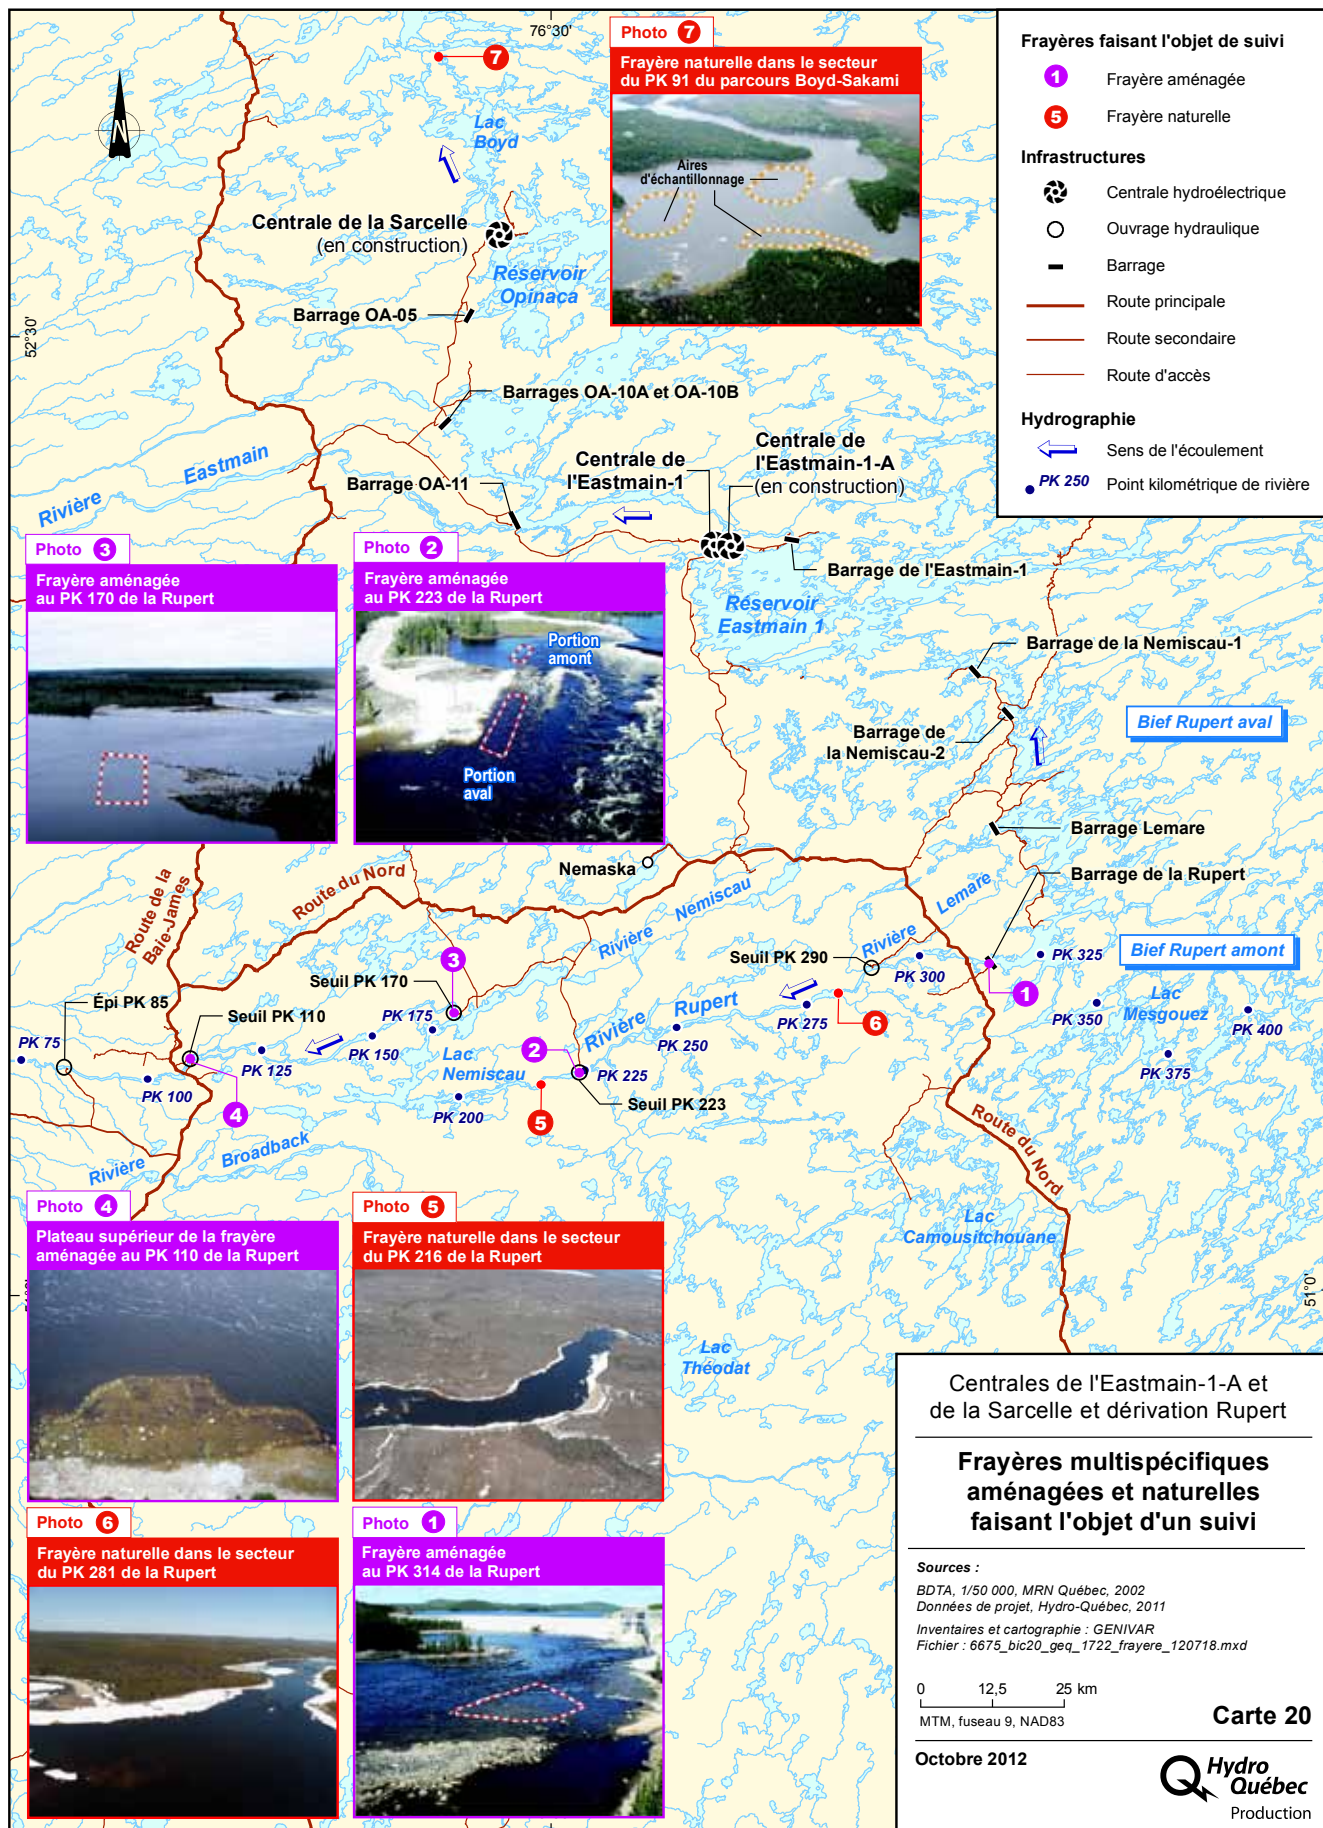 76°30'
Photo 7
Frayère naturelle dans le secteur
du PK 91 du parcours Boyd-Sakami
Aires
d'échantillonnage
Frayères faisant l'objet de suivi
1 Frayère aménagée
5 Frayère naturelle
Infrastructures
Centrale hydroélectrique
Ouvrage hydraulique
Barrage
Route principale
Route secondaire
Route d'accès
Hydrographie
Sens de l'écoulement
PK 250 Point kilométrique de rivière
7
N
Lac
Boyd
Centrale de la Sarcelle
(en construction)
Réservoir
Opinaca
Barrage OA-05
52°30'
Barrages OA-10A et OA-10B
Centrale de
l'Eastmain-1-A
(en construction)
Centrale de
l'Eastmain-1
Rivière Eastmain
Barrage OA-11
Barrage de l'Eastmain-1
Réservoir
Eastmain 1
Photo 3
Frayère aménagée
au PK 170 de la Rupert
Photo 2
Frayère aménagée
au PK 223 de la Rupert
Portion
amont
Portion
aval
Barrage de la Nemiscau-1
Bief Rupert aval
Barrage de
la Nemiscau-2
Barrage Lemare
Nemaska
Barrage de la Rupert
Route de la
Baie-James
Route du Nord
Rivière Nemiscau
Rivière Lemare
Bief Rupert amont
3
Seuil PK 170
Seuil PK 290
PK 300
PK 325
1
Lac
Mesgouez
PK 350
PK 400
PK 375
Épi PK 85
Seuil PK 110
PK 75
PK 100
4
PK 125
PK 150
PK 175
Lac
Nemiscau
PK 200
2
5
PK 225
Seuil PK 223
Rivière Rupert
PK 250
PK 275
6
Rivière Broadback
Route du Nord
Lac
Camousitchouane
51°0'
Lac
Théodat
Photo 4
Plateau supérieur de la frayère
aménagée au PK 110 de la Rupert
Photo 5
Frayère naturelle dans le secteur
du PK 216 de la Rupert
Photo 6
Frayère naturelle dans le secteur
du PK 281 de la Rupert
Photo 1
Frayère aménagée
au PK 314 de la Rupert
Centrales de l'Eastmain-1-A et
de la Sarcelle et dérivation Rupert
Frayères multispécifiques
aménagées et naturelles
faisant l'objet d'un suivi
Sources :
BDTA, 1/50 000, MRN Québec, 2002
Données de projet, Hydro-Québec, 2011
Inventaires et cartographie : GENIVAR
Fichier : 6675_bic20_geq_1722_frayere_120718.mxd
0 12,5 25 km
MTM, fuseau 9, NAD83
Carte 20
Octobre 2012
Hydro
Québec
Production